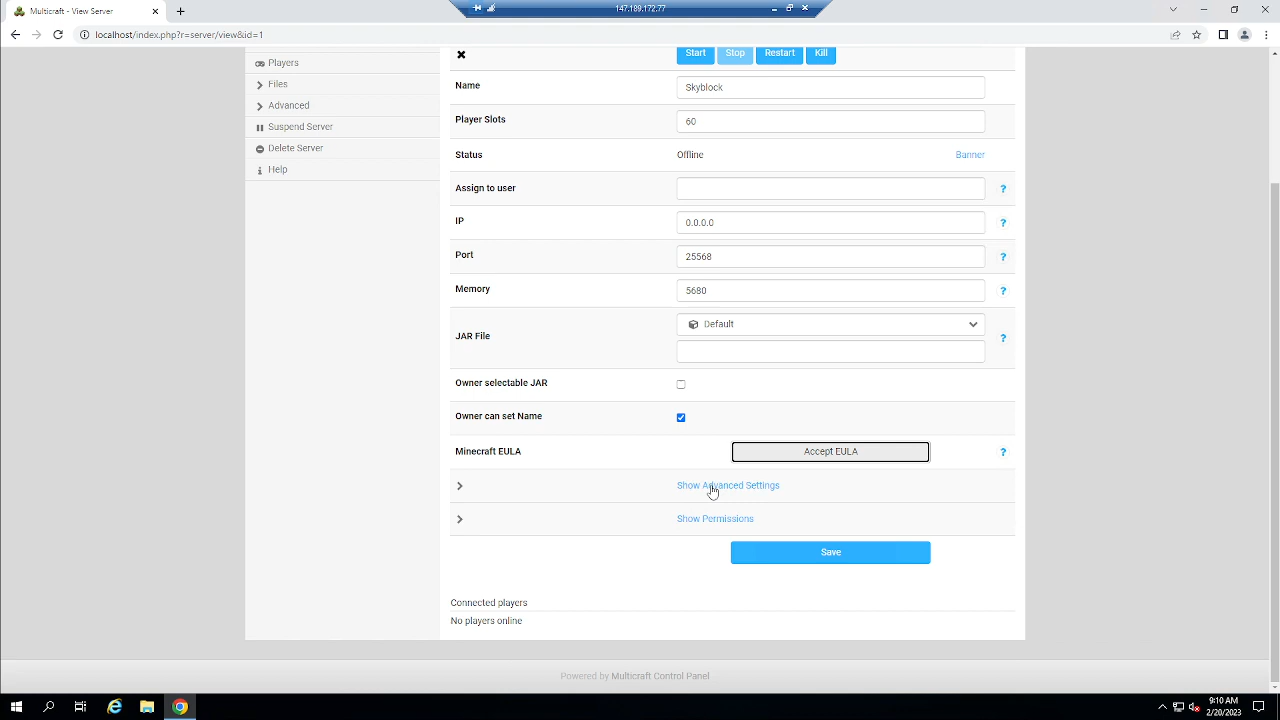 Multicraft - View Server
147.189.172.77
localhost/index.php?r=server/view&id=1
Players
Files
Advanced
Suspend Server
Delete Server
Help
Start Stop Restart Kill
Name Skyblock
Player Slots 60
Status Offline Banner
Assign to user ?
IP 0.0.0.0 ?
Port 25568 ?
Memory 5680 ?
Default
JAR File ?
Owner selectable JAR
Owner can set Name
Minecraft EULA Accept EULA ?
Show Advanced Settings
Show Permissions
Save
Connected players
No players online
Powered by Multicraft Control Panel
9:10 AM
2/20/2023